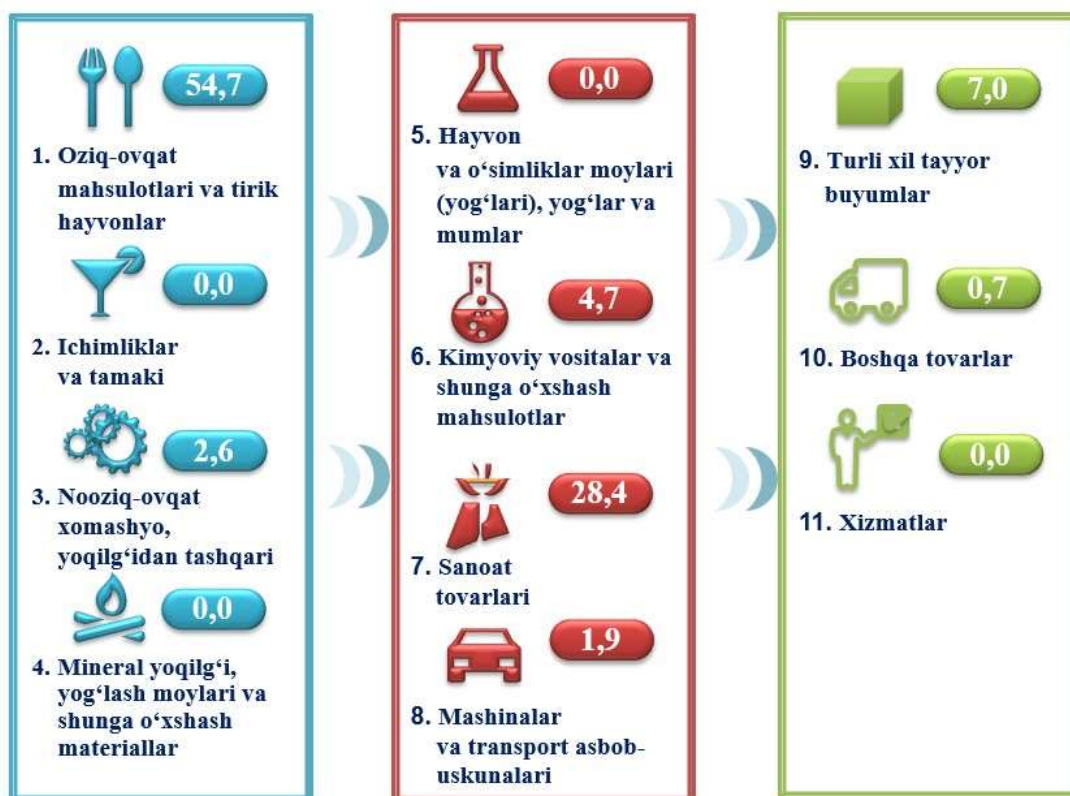 54,7
1. Oziq-ovqat
mahsulotlari va tirik
hayvonlar
0,0
2. Ichimliklar
va tamaki
2,6
3. Nooziq-ovqat
xomashyo,
yoqilg‘idan tashqari
0,0
4. Mineral yoqilg‘i,
yog‘lash moylari va
shunga o‘xshash
materiallar
0,0
5. Hayvon
va o‘simliklar moylari
(yog‘lari), yog‘lar va
mumlar
4,7
6. Kimyoviy vositalar va
shunga o‘xshash
mahsulotlar
28,4
7. Sanoat
tovarlari
1,9
8. Mashinalar
va transport asbob-
uskunalari
7,0
9. Turli xil tayyor
buyumlar
0,7
10. Boshqa tovarlar
0,0
11. Xizmatlar